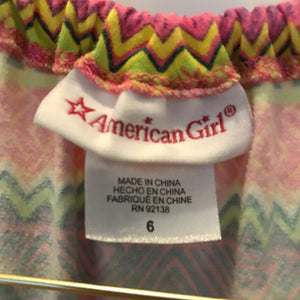 American Girl®
MADE IN CHINA
HECHO EN CHINA
FABRIQUÉ EN CHINE
RN 92138
6